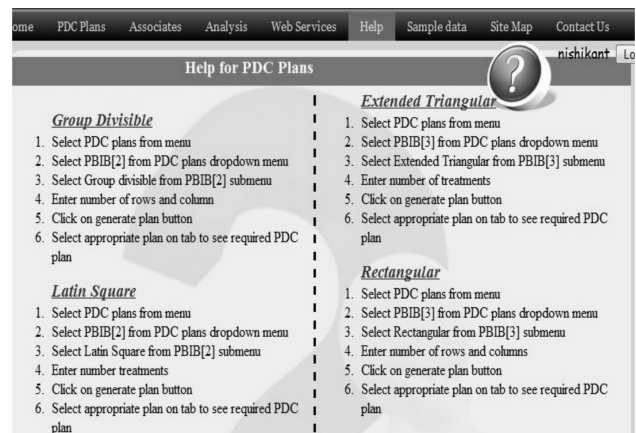 ome PDC Plans Associates Analysis Web Services Help Sample data Site Map Contact Us
nishikant Lo
Help for PDC Plans
Group Divisible
1. Select PDC plans from menu
2. Select PBIB[2] from PDC plans dropdown menu
3. Select Group divisible from PBIB[2] submenu
4. Enter number of rows and column
5. Click on generate plan button
6. Select appropriate plan on tab to see required PDC
plan
Latin Square
1. Select PDC plans from menu
2. Select PBIB[2] from PDC plans dropdown menu
3. Select Latin Square from PBIB[2] submenu
4. Enter number treatments
5. Click on generate plan button
6. Select appropriate plan on tab to see required PDC
plan
Extended Triangular
1. Select PDC plans from menu
2. Select PBIB[3] from PDC plans dropdown menu
3. Select Extended Triangular from PBIB[3] submenu
4. Enter number of treatments
5. Click on generate plan button
6. Select appropriate plan on tab to see required PDC
plan
Rectangular
1. Select PDC plans from menu
2. Select PBIB[3] from PDC plans dropdown menu
3. Select Rectangular from PBIB[3] submenu
4. Enter number of rows and columns
5. Click on generate plan button
6. Select appropriate plan on tab to see required PDC
plan